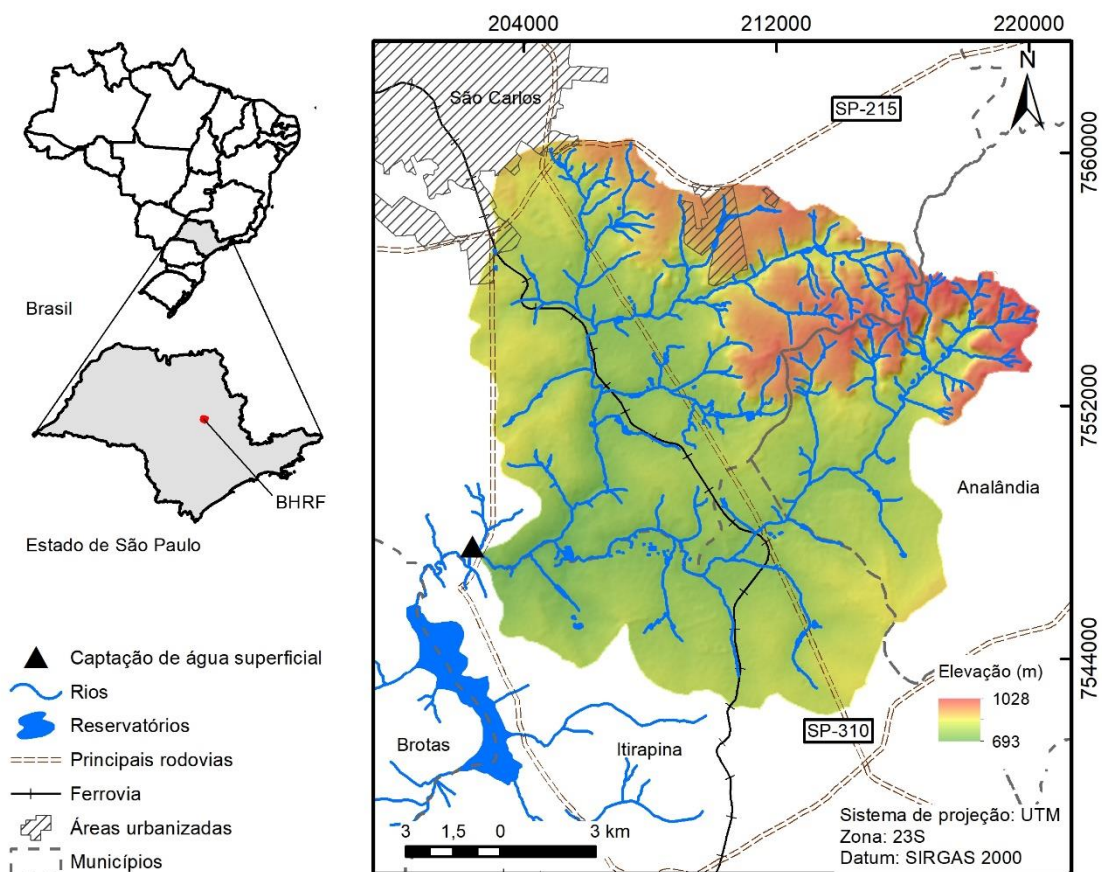 204000
212000
220000
N
São Carlos
SP-215
7560000
Brasil
7552000
Analândia
BHRF
Estado de São Paulo
7544000
Elevação (m)
1028
693
SP-310
Brotas
Itirapina
Captação de água superficial
Rios
Reservatórios
Principais rodovias
Ferrovia
Áreas urbanizadas
Municípios
3 1,5 0 3 km
Sistema de projeção: UTM
Zona: 23S
Datum: SIRGAS 2000